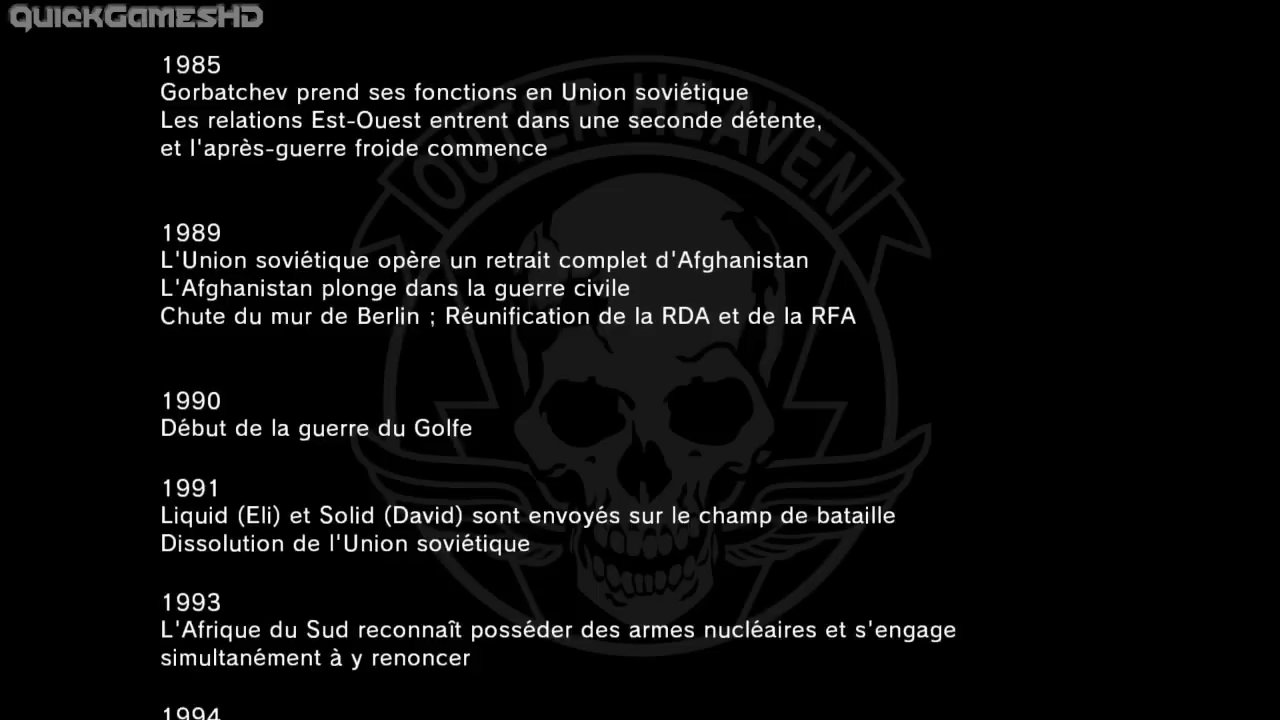 QuickGamesHD
OUTER HEAVEN
1985
Gorbatchev prend ses fonctions en Union soviétique
Les relations Est-Ouest entrent dans une seconde détente,
et l'après-guerre froide commence
1989
L'Union soviétique opère un retrait complet d'Afghanistan
L'Afghanistan plonge dans la guerre civile
Chute du mur de Berlin ; Réunification de la RDA et de la RFA
1990
Début de la guerre du Golfe
1991
Liquid (Eli) et Solid (David) sont envoyés sur le champ de bataille
Dissolution de l'Union soviétique
1993
L'Afrique du Sud reconnaît posséder des armes nucléaires et s'engage
simultanément à y renoncer
1994